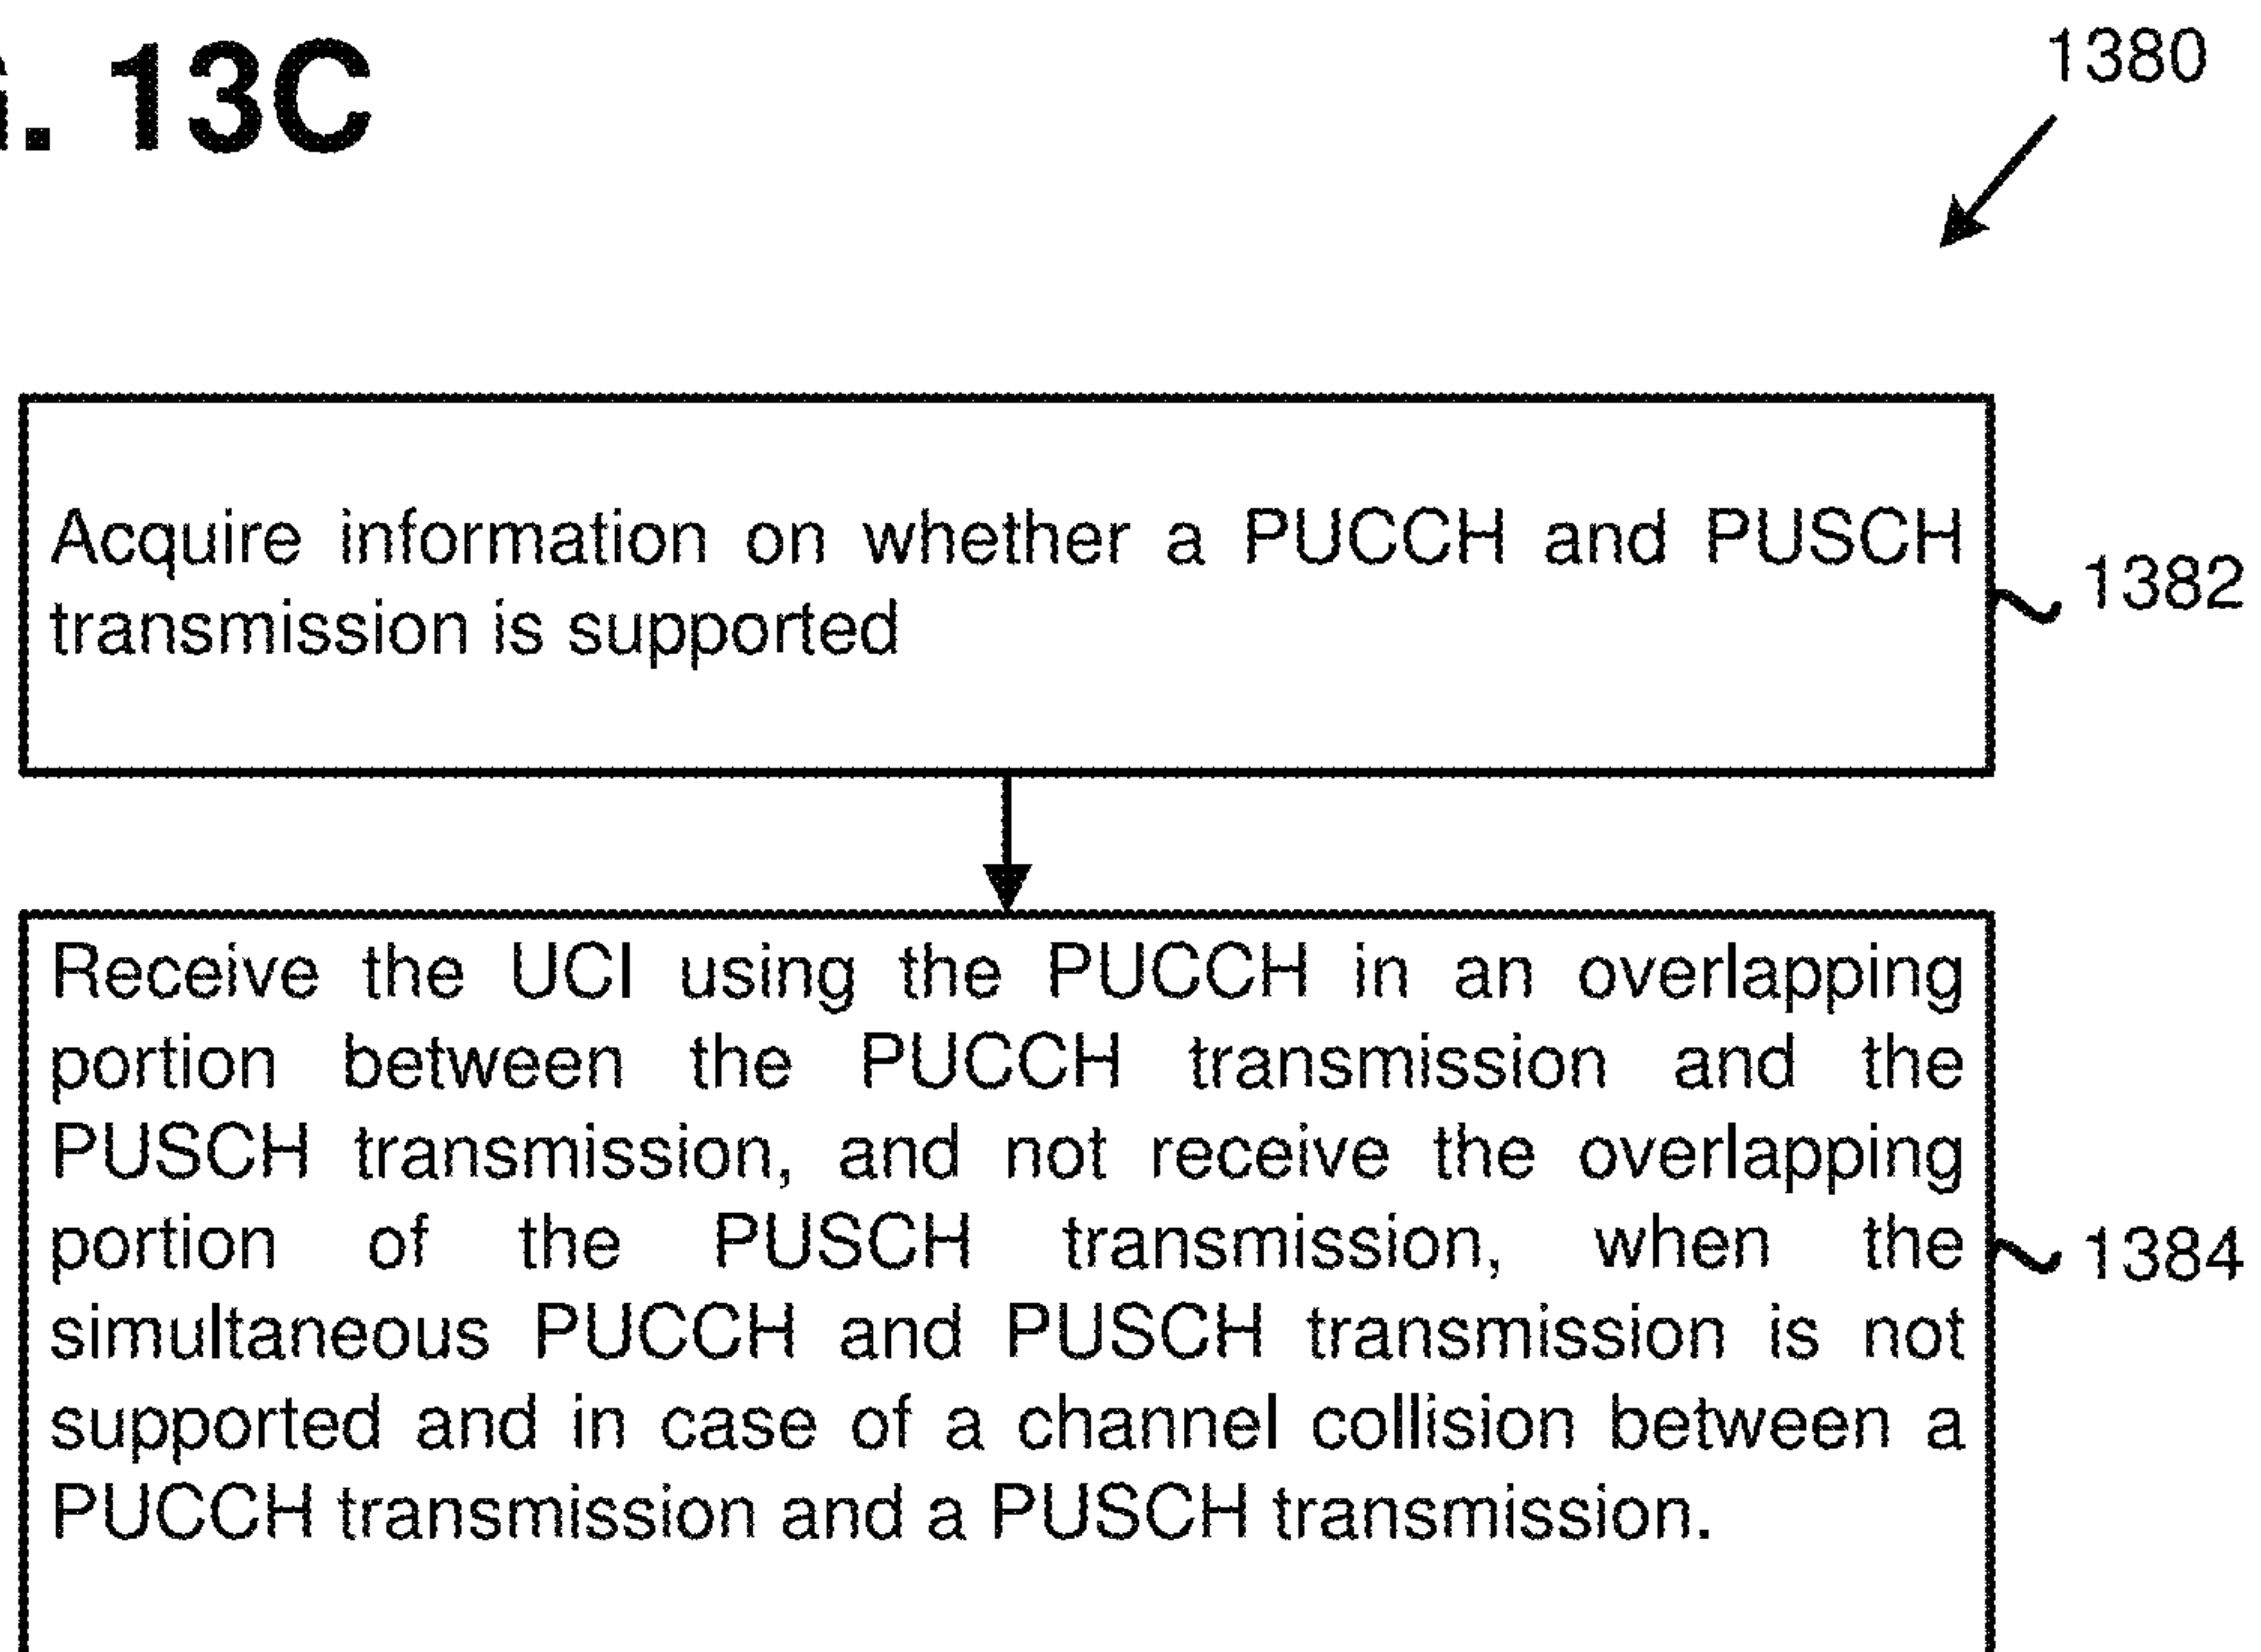 . 13C
1380
Acquire information on whether a PUCCH and PUSCH
transmission is supported
1382
Receive the UCI using the PUCCH in an overlapping
portion between the PUCCH transmission and the
PUSCH transmission, and not receive the overlapping
portion of the PUSCH transmission, when the
simultaneous PUCCH and PUSCH transmission is not
supported and in case of a channel collision between a
PUCCH transmission and a PUSCH transmission.
1384